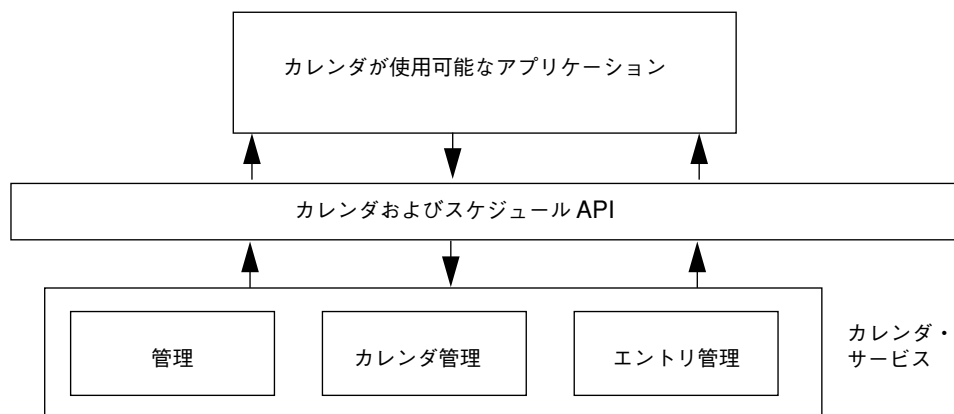 カレンダが使用可能なアプリケーション
カレンダおよびスケジュール API
管理
カレンダ管理
エントリ管理
カレンダ・
サービス